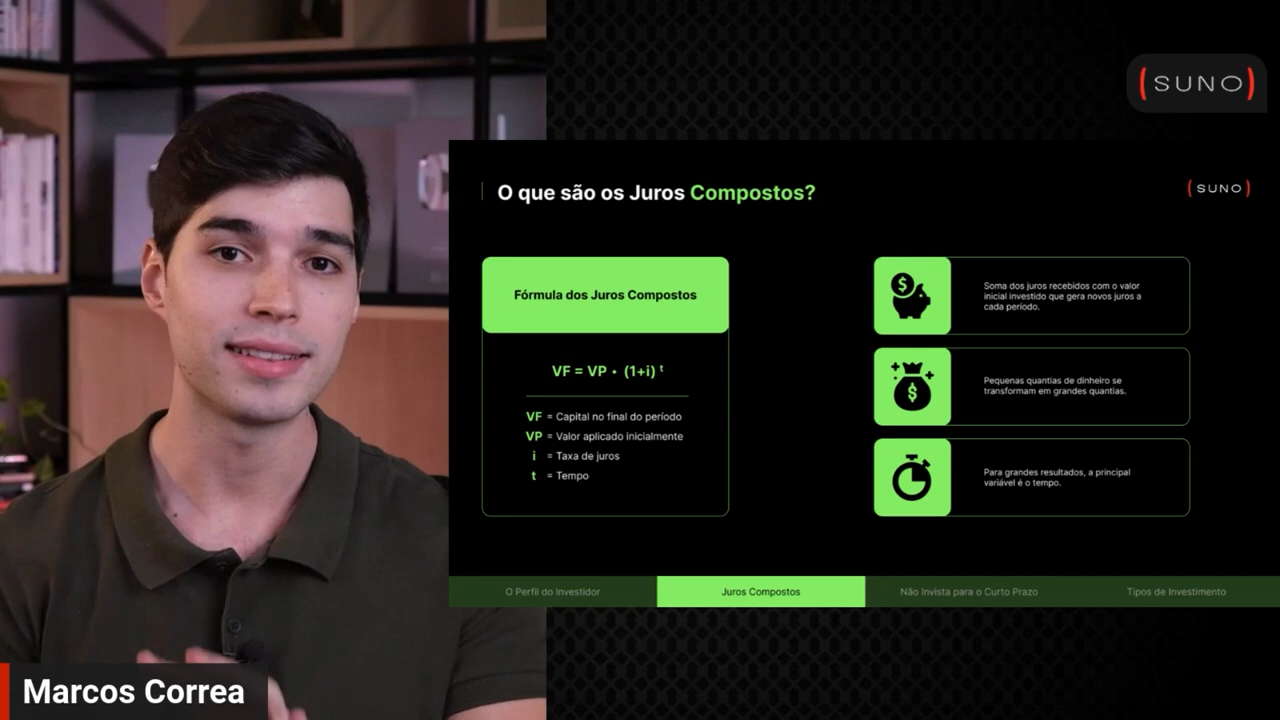 (SUNO)
O que são os Juros Compostos?
(SUNO)
Fórmula dos Juros Compostos
VF = VP • (1+i) ᵗ
VF = Capital no final do período
VP = Valor aplicado inicialmente
i = Taxa de juros
t = Tempo
Soma dos juros recebidos com o valor
inicial investido que gera novos juros a
cada período.
Pequenas quantias de dinheiro se
transformam em grandes quantias.
Para grandes resultados, a principal
variável é o tempo.
O Perfil do Investidor
Juros Compostos
Não Invista para o Curto Prazo
Tipos de Investimento
Marcos Correa